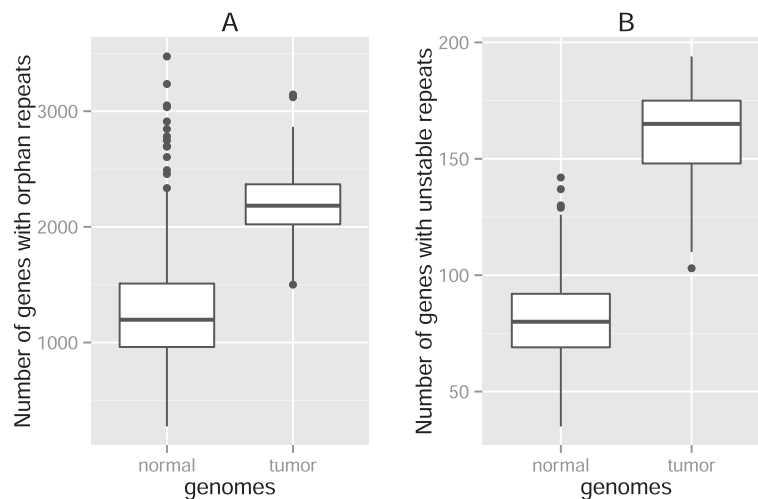 A
Number of genes with orphan repeats
3000
2000
1000
normal
tumor
genomes
B
Number of genes with unstable repeats
200
150
100
50
normal
tumor
genomes